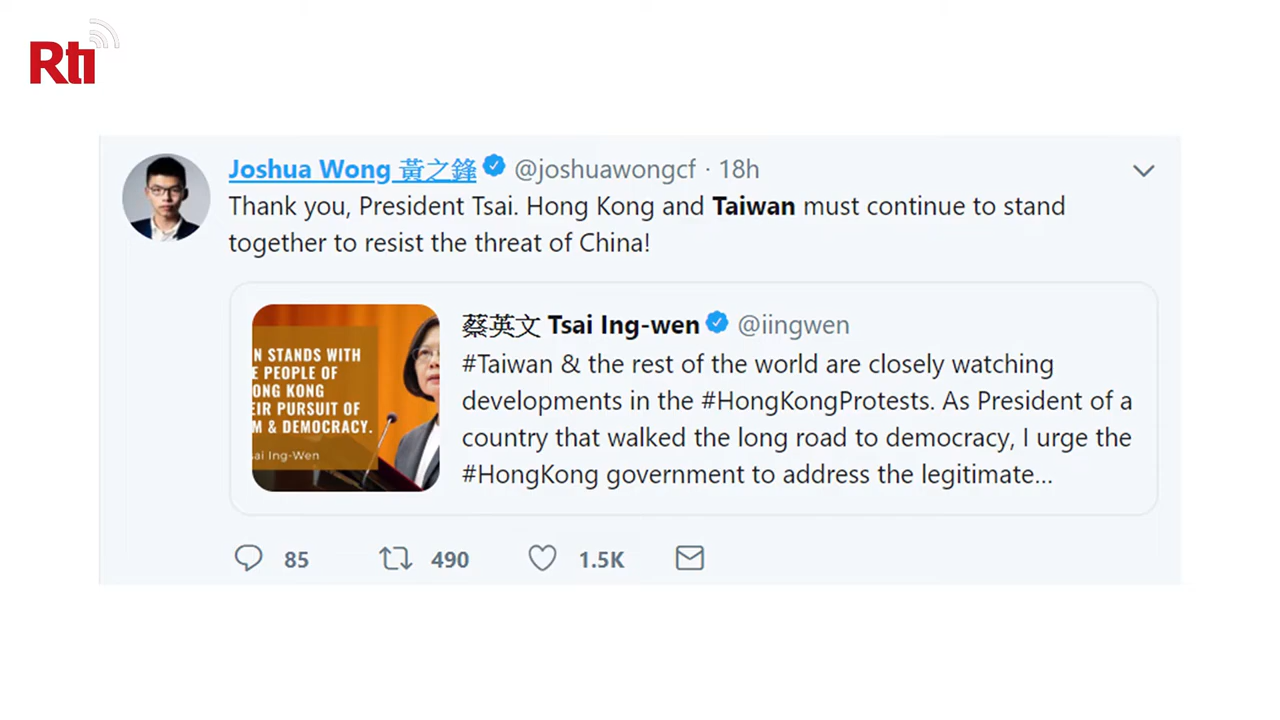 Rti
Joshua Wong 黃之鋒 @joshuawongcf · 18h
Thank you, President Tsai. Hong Kong and Taiwan must continue to stand
together to resist the threat of China!
N STANDS WITH
E PEOPLE OF
ONG KONG
EIR PURSUIT OF
M & DEMOCRACY.
sai Ing-Wen
蔡英文 Tsai Ing-wen @iingwen
#Taiwan & the rest of the world are closely watching
developments in the #HongKongProtests. As President of a
country that walked the long road to democracy, I urge the
#HongKong government to address the legitimate...
85 490 1.5K